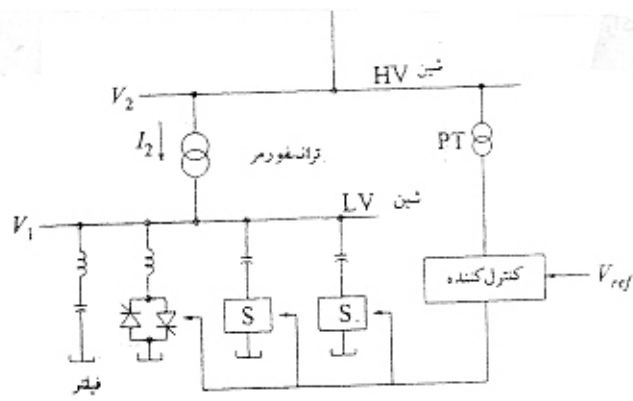 شین HV
V2
I2
ترانسفورمر
PT
شین LV
V1
کنترل‌کننده
Vref
S
S
فیلتر